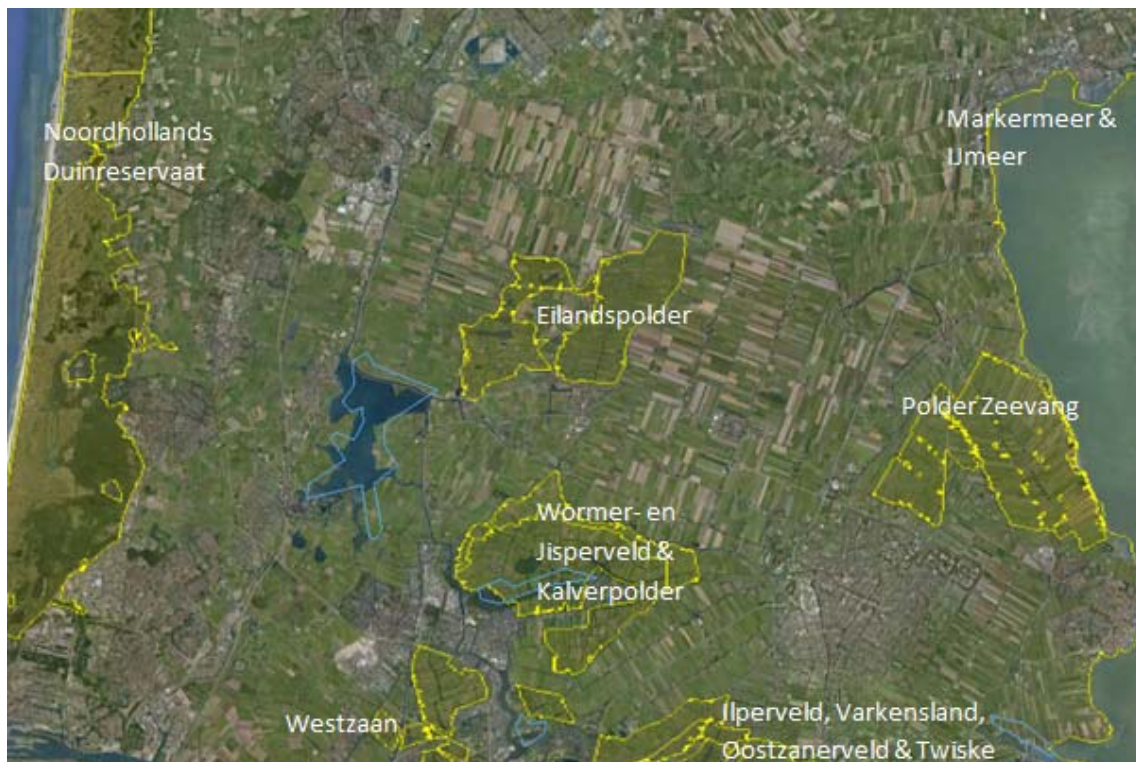 Noordhollands
Duinreservaat
Markermeer &
IJmeer
Eilandspolder
Polder Zeevang
Wormer- en
Jisperveld &
Kalverpolder
Westzaan
Ilperveld, Varkensland,
Oostzanerveld & Twiske